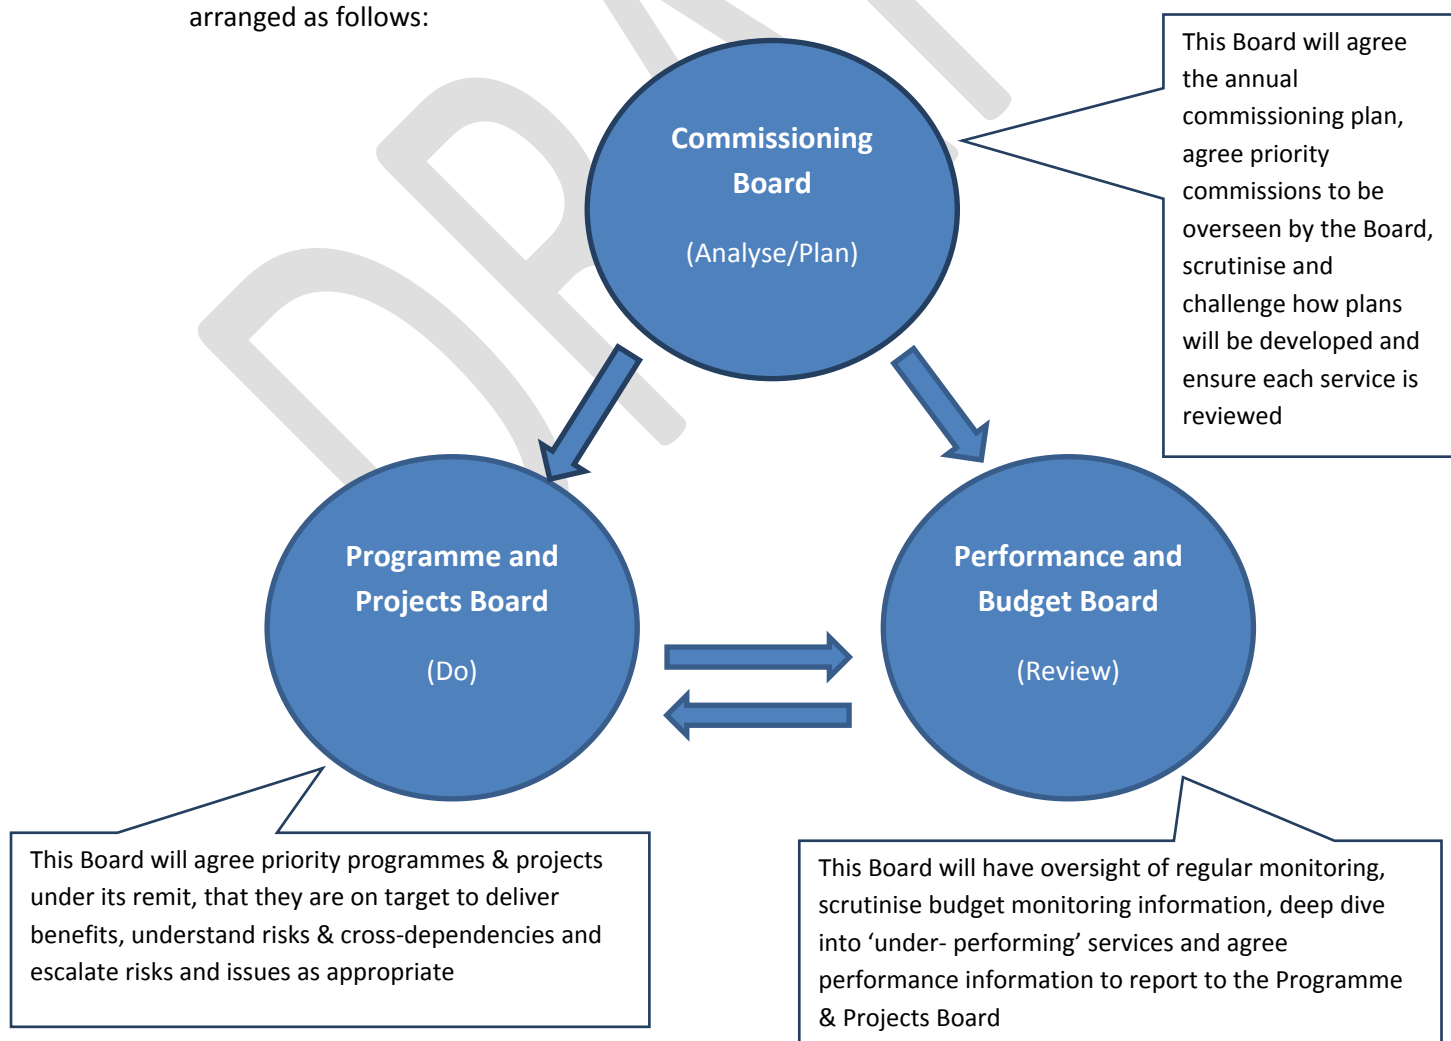 arranged as follows:
This Board will agree
the annual
commissioning plan,
agree priority
commissions to be
overseen by the Board,
scrutinise and
challenge how plans
will be developed and
ensure each service is
reviewed
Commissioning
Board
(Analyse/Plan)
Programme and
Projects Board
(Do)
Performance and
Budget Board
(Review)
This Board will agree priority programmes & projects
under its remit, that they are on target to deliver
benefits, understand risks & cross-dependencies and
escalate risks and issues as appropriate
This Board will have oversight of regular monitoring,
scrutinise budget monitoring information, deep dive
into ‘under- performing’ services and agree
performance information to report to the Programme
& Projects Board